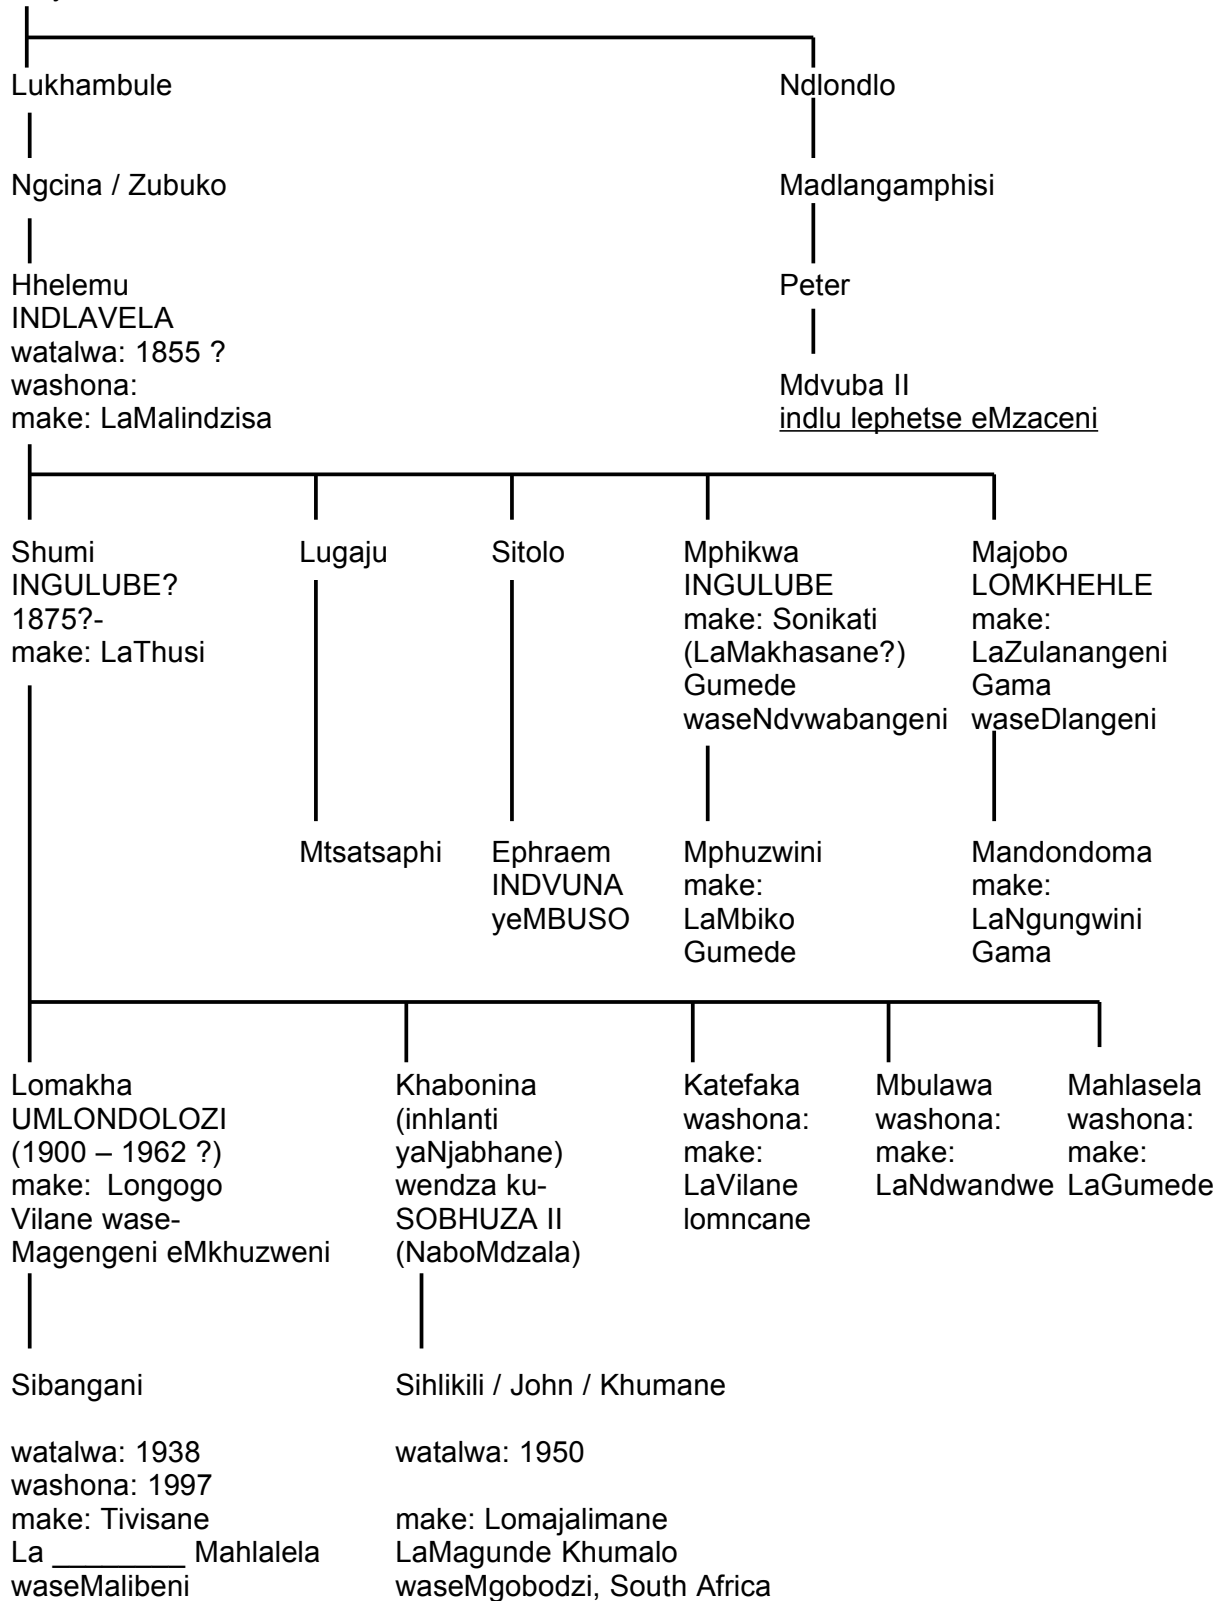 Lukhambule
Ndlondlo
Ngcina / Zubuko
Madlangamphisi
Hhelemu
INDLAVELA
watalwa: 1855 ?
washona:
make: LaMalindzisa
Peter
Mdvuba II
indlu lephetse eMzaceni
Shumi
INGULUBE?
1875?-
make: LaThusi
Lugaju
Sitolo
Mphikwa
INGULUBE
make: Sonikati
(LaMakhasane?)
Gumede
waseNdvwabangeni
Majobo
LOMKHEHLE
make:
LaZulanangeni
Gama
waseDlangeni
Mtsatsaphi
Ephraem
INDVUNA
yeMBUSO
Mphuzwini
make:
LaMbiko
Gumede
Mandondoma
make:
LaNgungwini
Gama
Lomakha
UMLONDOLOZI
(1900 – 1962 ?)
make:  Longogo
Vilane wase-
Magengeni eMkhuzweni
Khabonina
(inhlanti
yaNjabhane)
wendza ku-
SOBHUZA II
(NaboMdzala)
Katefaka
washona:
make:
LaVilane
lomncane
Mbulawa
washona:
make:
LaNdwandwe
Mahlasela
washona:
make:
LaGumede
Sibangani
watalwa: 1938
washona: 1997
make: Tivisane
La ________ Mahlalela
waseMalibeni
Sihlikili / John / Khumane
watalwa: 1950
make: Lomajalimane
LaMagunde Khumalo
waseMgobodzi, South Africa